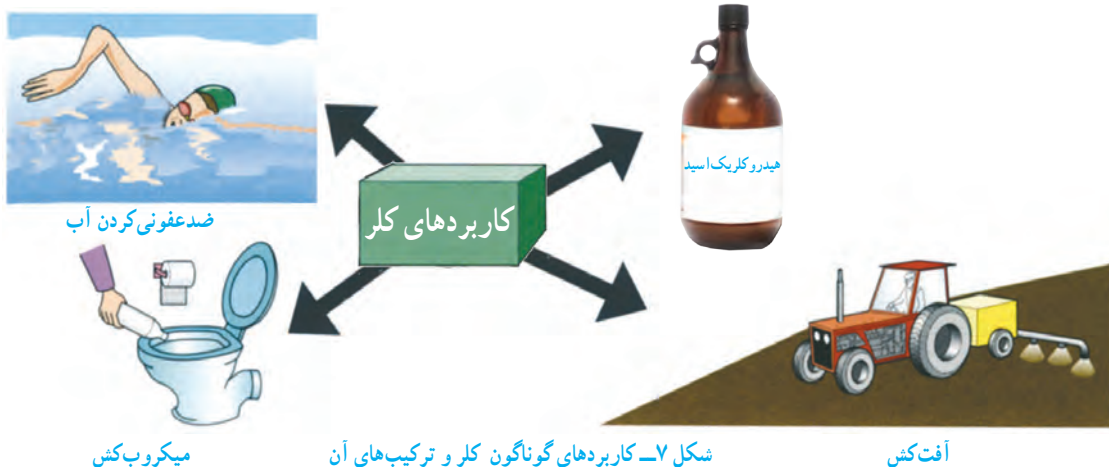 هیدروکلریک اسید
کاربردهای کلر
ضدعفونی‌کردن آب
آفت‌کش
شکل ۷ــ کاربردهای گوناگون کلر و ترکیب‌های آن
میکروب‌کش